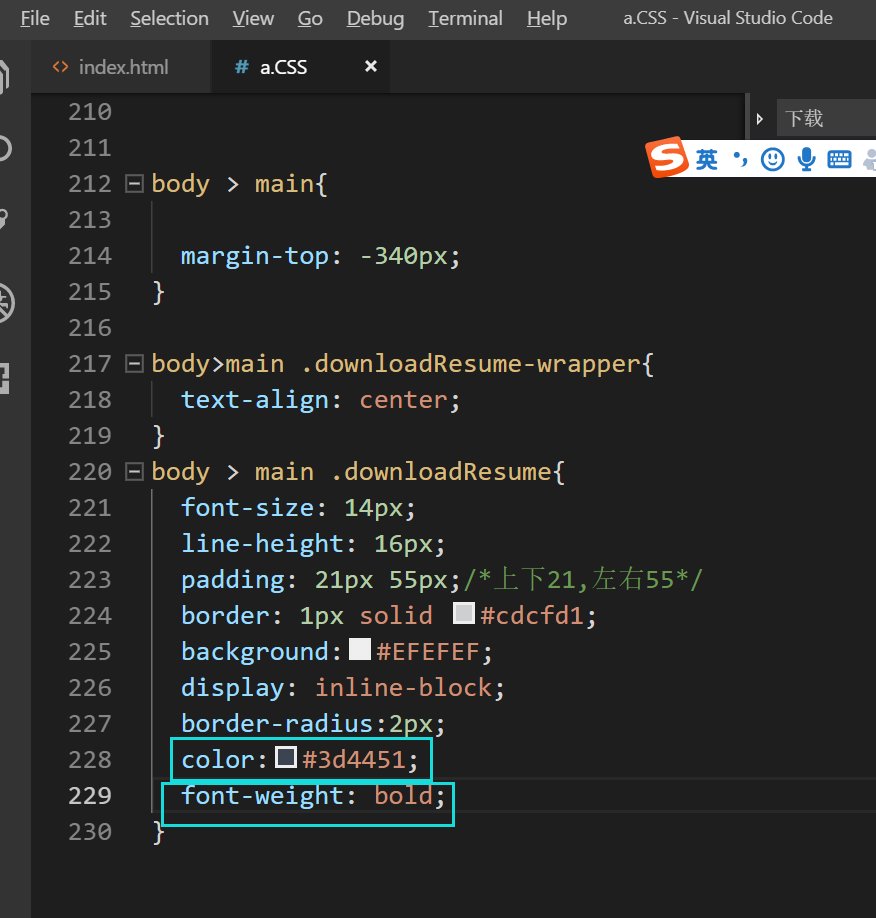 File Edit Selection View Go Debug Terminal Help a.CSS - Visual Studio Code
<> index.html # a.CSS ×
下载
S 英
210
211
212 body > main{
213
214 margin-top: -340px;
215 }
216
217 body>main .downloadResume-wrapper{
218 text-align: center;
219 }
220 body > main .downloadResume{
221 font-size: 14px;
222 line-height: 16px;
223 padding: 21px 55px;/*上下21,左右55*/
224 border: 1px solid #cdcfd1;
225 background: #EFEFEF;
226 display: inline-block;
227 border-radius:2px;
228 color: #3d4451;
229 font-weight: bold;
230 }